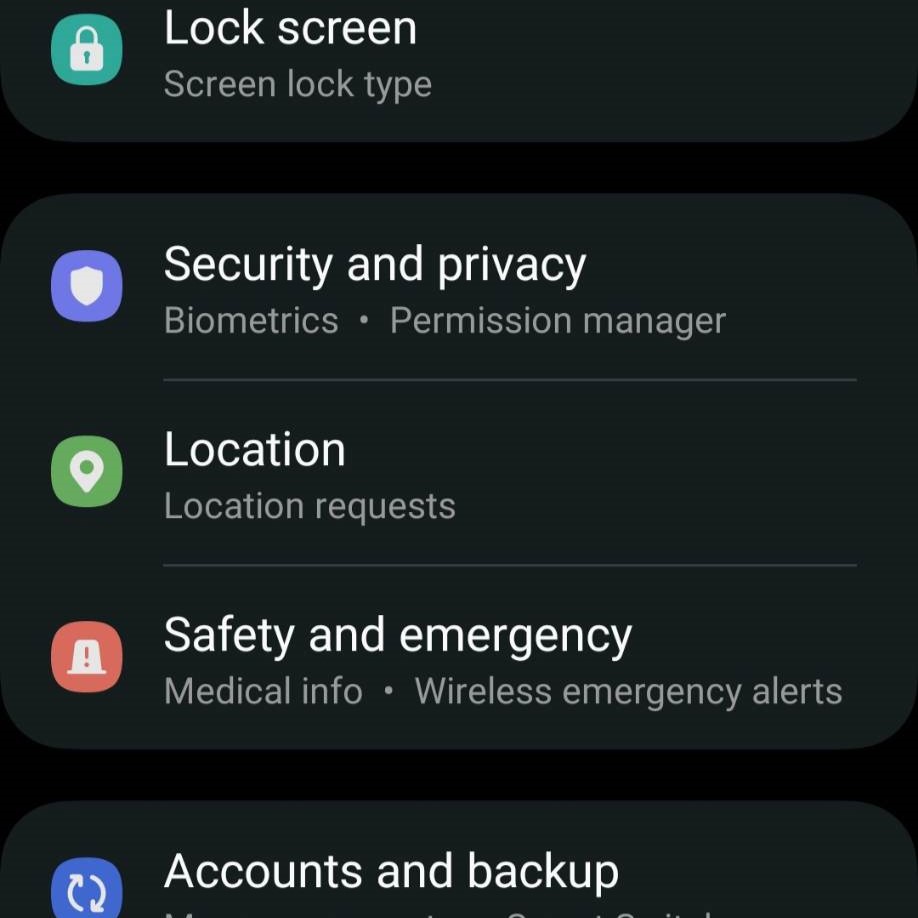 Lock screen
Screen lock type
Security and privacy
Biometrics • Permission manager
Location
Location requests
Safety and emergency
Medical info • Wireless emergency alerts
Accounts and backup